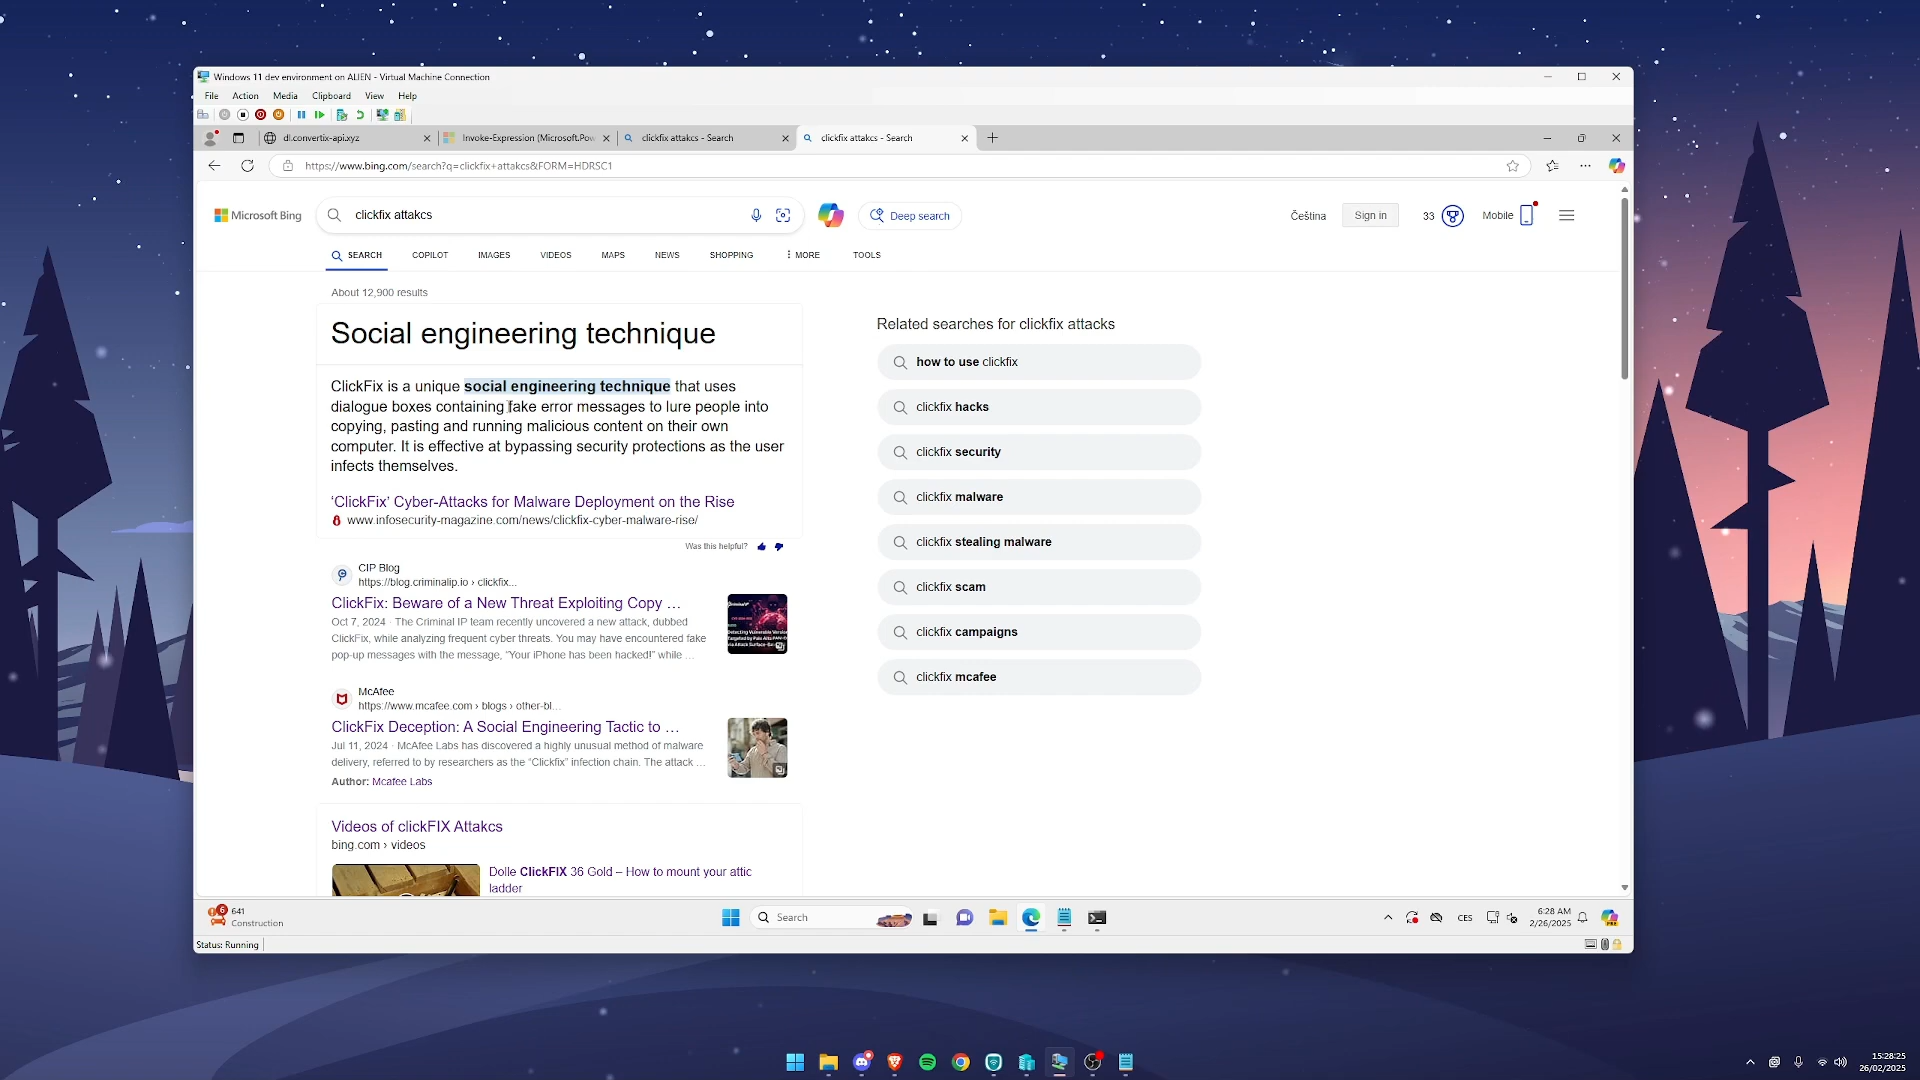 Windows 11 dev environment on ALIEN - Virtual Machine Connection
File Action Media Clipboard View Help
dl.convertix-api.xyz
Invoke-Expression (Microsoft.Pow
clickfix attakcs - Search
clickfix attakcs - Search
https://www.bing.com/search?q=clickfix+attakcs&FORM=HDRSC1
Microsoft Bing
clickfix attakcs
Deep search
Čeština
Sign in
33
Mobile
SEARCH COPILOT IMAGES VIDEOS MAPS NEWS SHOPPING MORE TOOLS
About 12,900 results
Social engineering technique
ClickFix is a unique social engineering technique that uses
dialogue boxes containing fake error messages to lure people into
copying, pasting and running malicious content on their own
computer. It is effective at bypassing security protections as the user
infects themselves.
‘ClickFix’ Cyber-Attacks for Malware Deployment on the Rise
www.infosecurity-magazine.com/news/clickfix-cyber-malware-rise/
Was this helpful?
CIP Blog
https://blog.criminalip.io › clickfix...
ClickFix: Beware of a New Threat Exploiting Copy ...
Oct 7, 2024 · The Criminal IP team recently uncovered a new attack, dubbed
ClickFix, while analyzing frequent cyber threats. You may have encountered fake
pop-up messages with the message, “Your iPhone has been hacked!” while ...
McAfee
https://www.mcafee.com › blogs › other-bl...
ClickFix Deception: A Social Engineering Tactic to ...
Jul 11, 2024 · McAfee Labs has discovered a highly unusual method of malware
delivery, referred to by researchers as the “Clickfix” infection chain. The attack ...
Author: Mcafee Labs
Videos of clickFIX Attakcs
bing.com › videos
Dolle ClickFIX 36 Gold – How to mount your attic
ladder
Related searches for clickfix attacks
how to use clickfix
clickfix hacks
clickfix security
clickfix malware
clickfix stealing malware
clickfix scam
clickfix campaigns
clickfix mcafee
6
641
Construction
Search
CES
6:28 AM
2/26/2025
Status: Running
15:28:25
26/02/2025